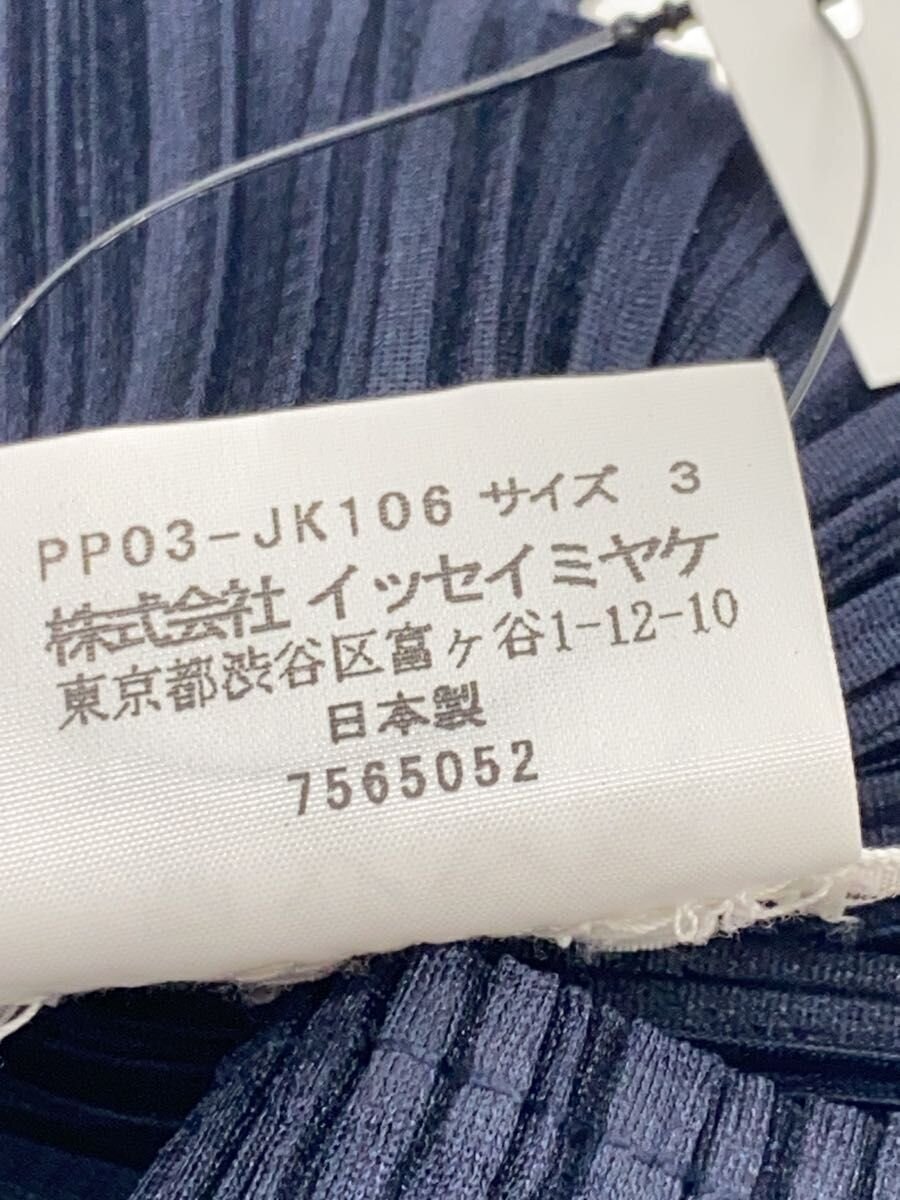 PP03-JK106 サイズ 3
株式会社 イッセイミヤケ
東京都渋谷区富ヶ谷1-12-10
日本製
7565052